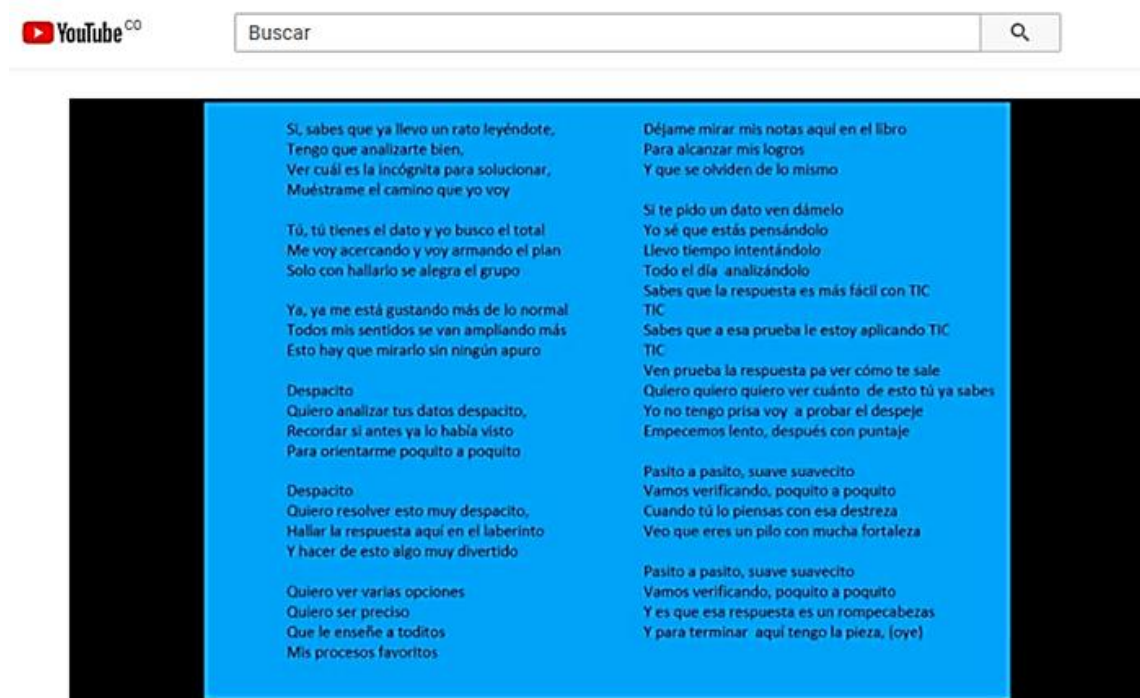 YouTube CO
Buscar
Si, sabes que ya llevo un rato leyéndote,
Tengo que analizarte bien,
Ver cuál es la incógnita para solucionar,
Muéstrame el camino que yo voy
Tú, tú tienes el dato y yo busco el total
Me voy acercando y voy armando el plan
Solo con hallarlo se alegra el grupo
Ya, ya me está gustando más de lo normal
Todos mis sentidos se van ampliando más
Esto hay que mirarlo sin ningún apuro
Despacito
Quiero analizar tus datos despacito,
Recordar si antes ya lo había visto
Para orientarme poquito a poquito
Despacito
Quiero resolver esto muy despacito,
Hallar la respuesta aquí en el laberinto
Y hacer de esto algo muy divertido
Quiero ver varias opciones
Quiero ser preciso
Que le enseñe a toditos
Mis procesos favoritos
Déjame mirar mis notas aquí en el libro
Para alcanzar mis logros
Y que se olviden de lo mismo
Si te pido un dato ven dámelo
Yo sé que estás pensándolo
Llevo tiempo intentándolo
Todo el día analizándolo
Sabes que la respuesta es más fácil con TIC
TIC
Sabes que a esa prueba le estoy aplicando TIC
TIC
Ven prueba la respuesta pa ver cómo te sale
Quiero quiero quiero ver cuánto de esto tú ya sabes
Yo no tengo prisa voy a probar el despeje
Empecemos lento, después con puntaje
Pasito a pasito, suave suavecito
Vamos verificando, poquito a poquito
Cuando tú lo piensas con esa destreza
Veo que eres un pilo con mucha fortaleza
Pasito a pasito, suave suavecito
Vamos verificando, poquito a poquito
Y es que esa respuesta es un rompecabezas
Y para terminar aquí tengo la pieza, (oye)